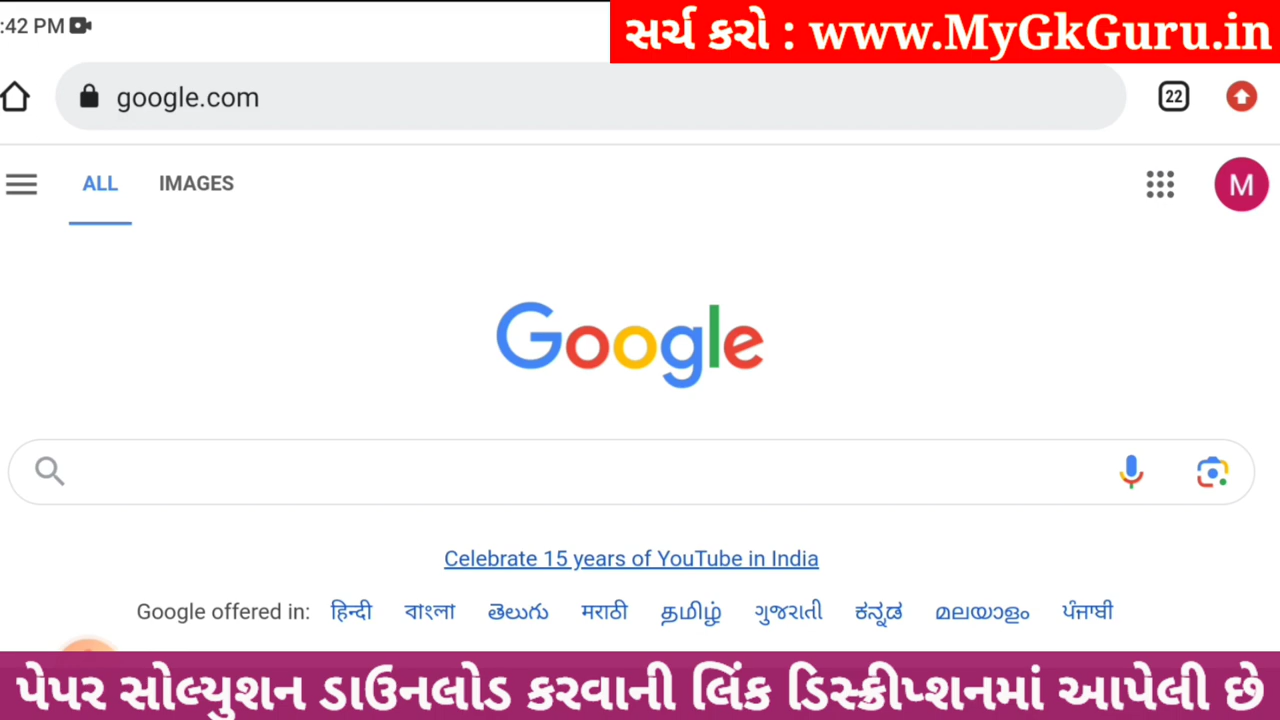 :42 PM
સર્ચ કરો : www.MyGkGuru.in
google.com
22
ALL IMAGES
M
Google
Celebrate 15 years of YouTube in India
Google offered in: हिन्दी বাংলা తెలుగు मराठी தமிழ் ગુજરાતી ಕನ್ನಡ മലയാളം ਪੰਜਾਬੀ
પેપર સોલ્યુશન ડાઉનલોડ કરવાની લિંક ડિસ્ક્રીપ્શનમાં આપેલી છે